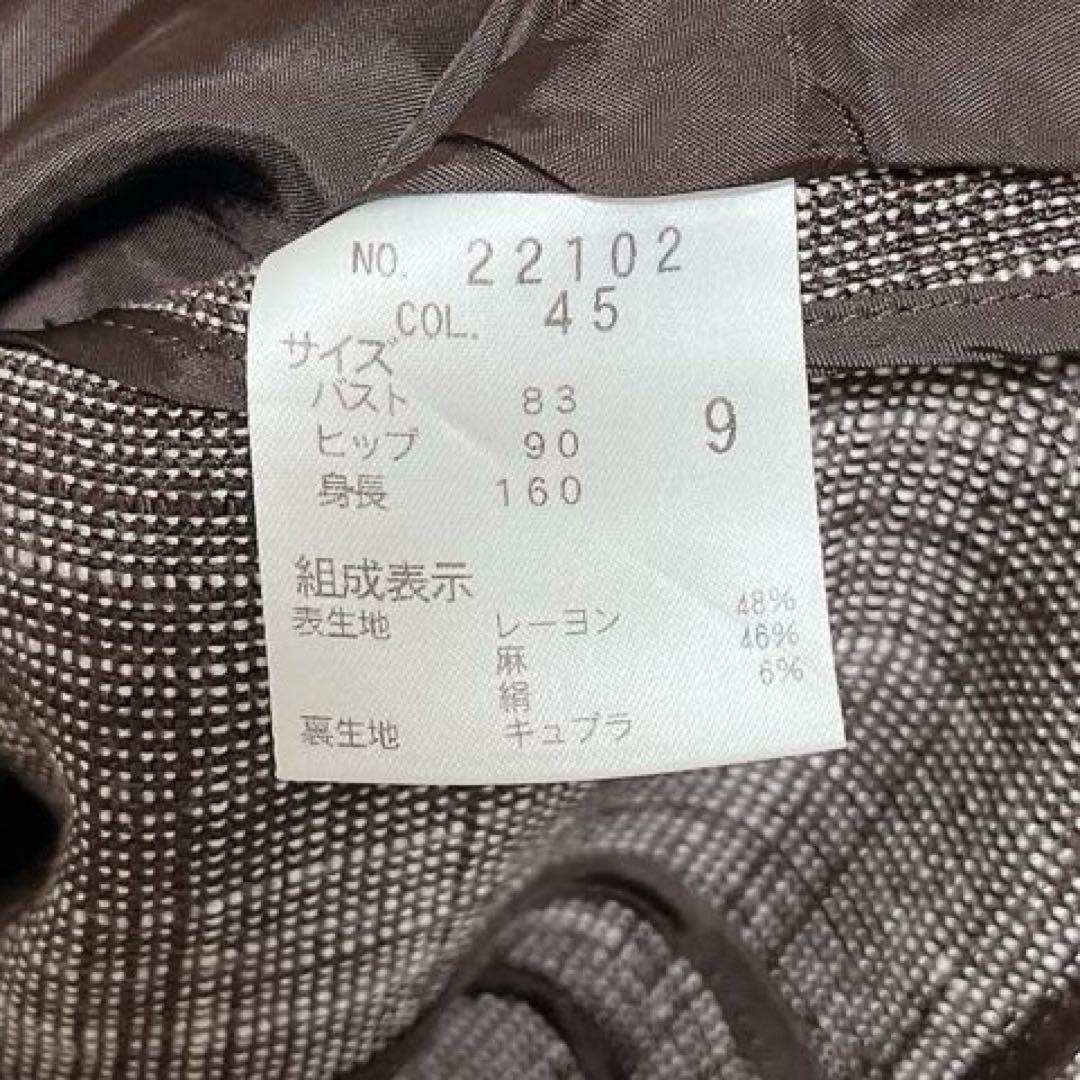 NO. 22102
COL. 45
サイズ
バスト 83
ヒップ 90 9
身長 160
組成表示
表生地 レーヨン 48%
麻 46%
絹 6%
裏生地 キュプラ